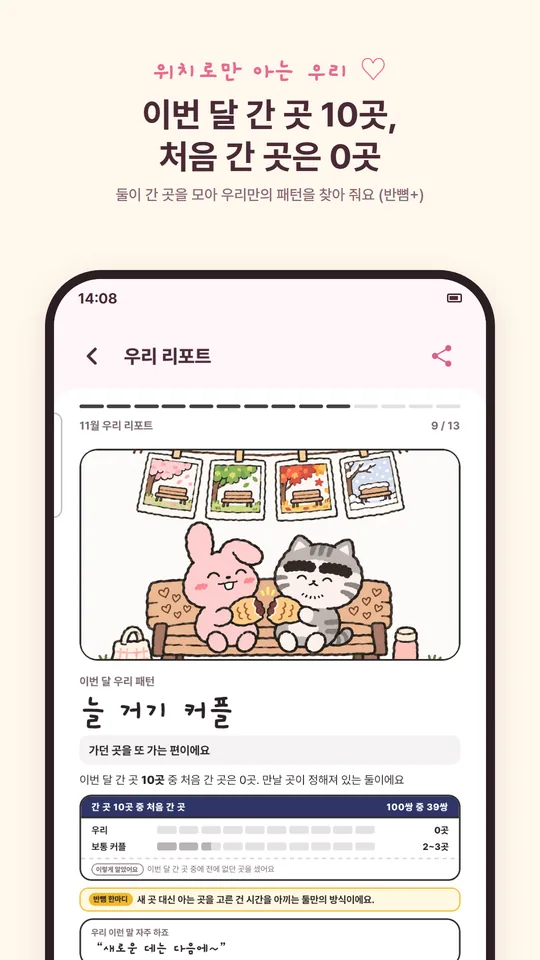 위치로만 아는 우리 ♡
이번 달 간 곳 10곳,
처음 간 곳은 0곳
둘이 간 곳을 모아 우리만의 패턴을 찾아 줘요 (반뼘+)
14:08
우리 리포트
11월 우리 리포트 9 / 13
이번 달 우리 패턴
늘 거기 커플
가던 곳을 또 가는 편이에요
이번 달 간 곳 10곳 중 처음 간 곳은 0곳. 만날 곳이 정해져 있는 둘이에요
간 곳 10곳 중 처음 간 곳 100쌍 중 39쌍
우리 0곳
보통 커플 2~3곳
이렇게 알았어요 이번 달 간 곳 중에 전에 없던 곳을 셌어요
반뼘 한마디 새 곳 대신 아는 곳을 고른 건 시간을 아끼는 둘만의 방식이에요.
우리 이런 말 자주 하죠
“새로운 데는 다음에~”